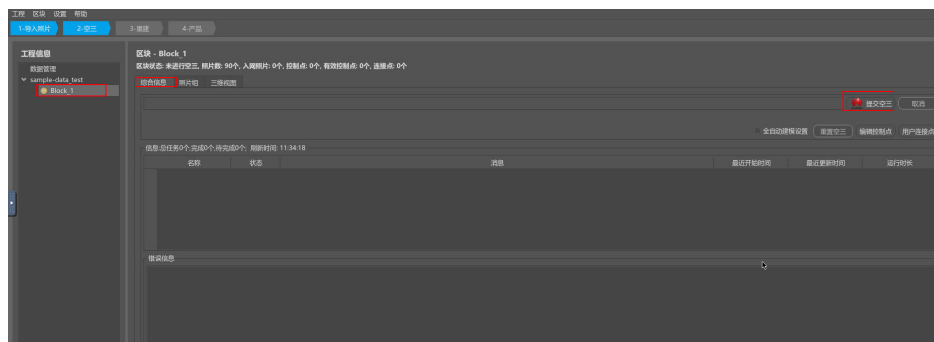 工程 区块 设置 帮助
1-导入照片 2-空三 3-重建 4-产品
工程信息
数据管理
sample-data_test
Block_1
区块 - Block_1
区块状态: 未进行空三, 照片数: 90个, 入网照片: 0个, 控制点: 0个, 有效控制点: 0个, 连接点: 0个
综合信息 照片组 三维视图
提交空三 取消
全自动建模设置 重置空三 编辑控制点 用户连接点
信息:总任务0个,完成0个,待完成0个; 刷新时间: 11:34:18
名称 状态 消息 最近开始时间 最近更新时间 运行时长
错误信息